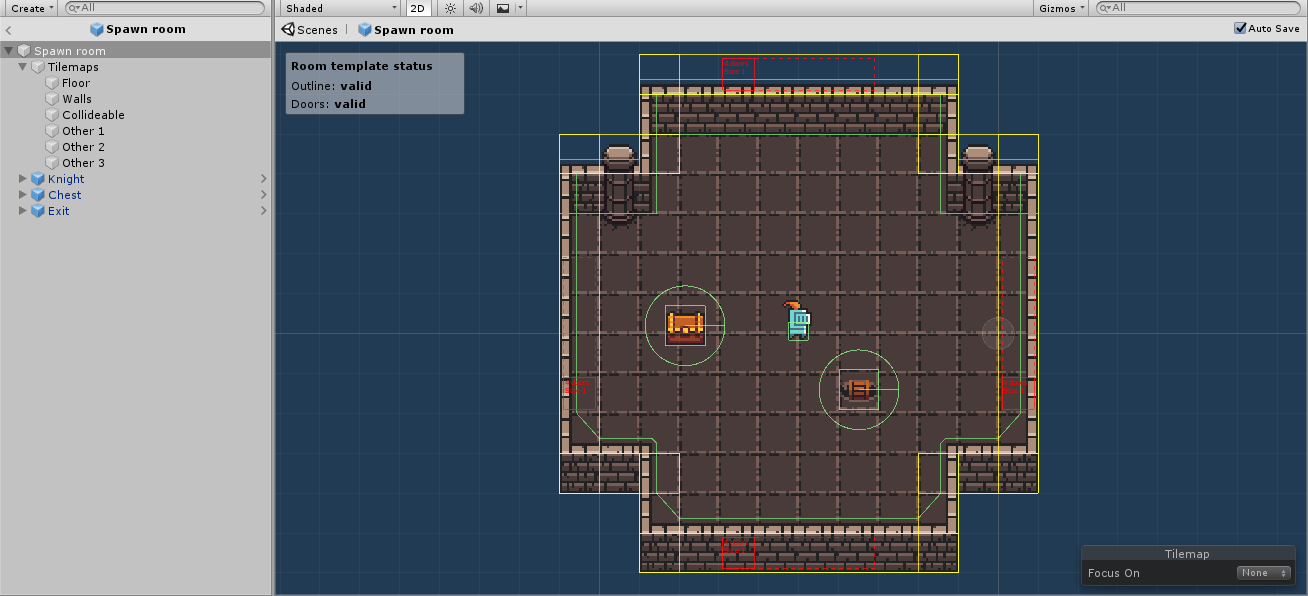 Create
All
Shaded
2D
Gizmos
All
Spawn room
Scenes
Spawn room
Auto Save
Spawn room
Tilemaps
Floor
Walls
Collideable
Other 1
Other 2
Other 3
Knight
Chest
Exit
Room template status
Outline: valid
Doors: valid
Tilemap
Focus On
None